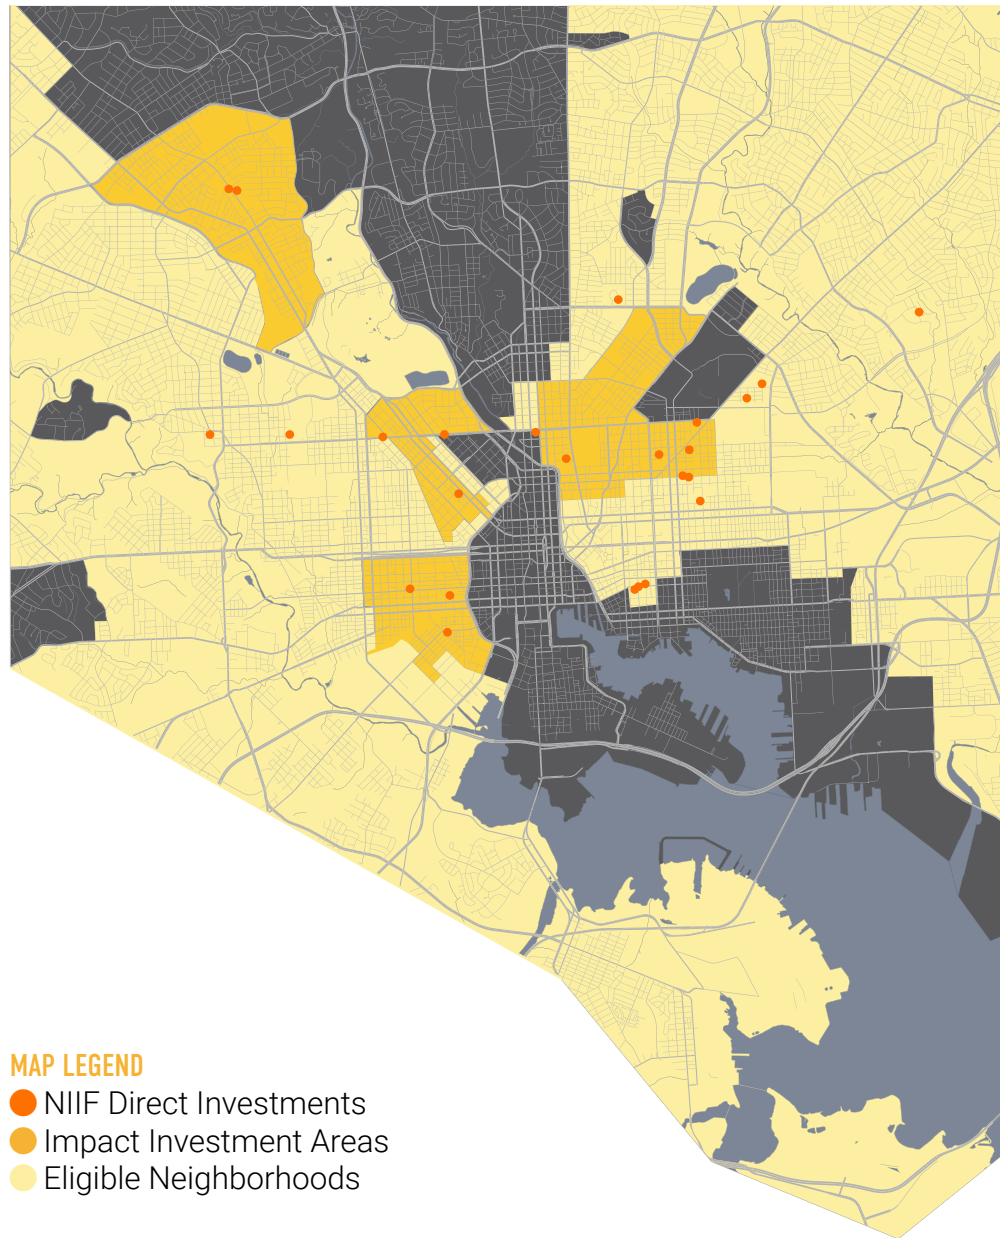 MAP LEGEND
NIIF Direct Investments
Impact Investment Areas
Eligible Neighborhoods